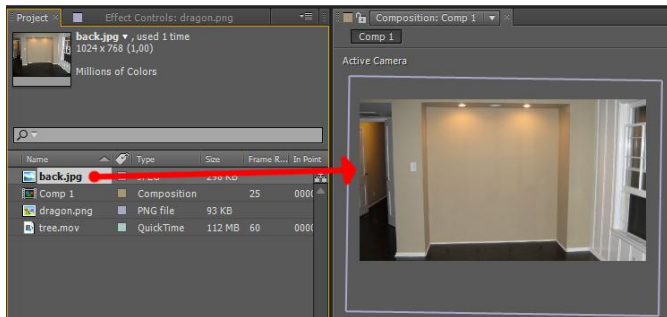 Project ×
Effect Controls: dragon.png
back.jpg ▼ , used 1 time
1024 x 768 (1,00)
Millions of Colors
Name Type Size Frame R... In Point
back.jpg 298 KB
Comp 1 Composition 25
dragon.png PNG file 93 KB
tree.mov QuickTime 112 MB 60
Composition: Comp 1 ▼ ×
Comp 1
Active Camera